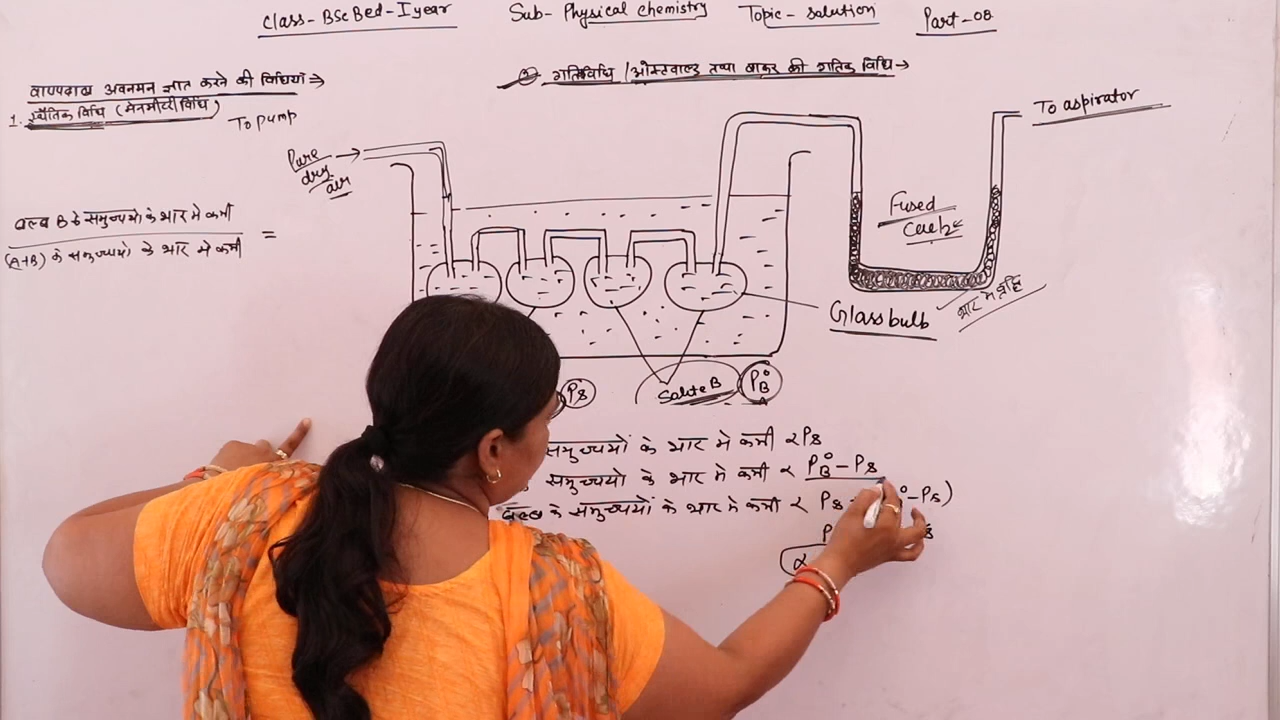 Class-BSc Bed-I year Sub-Physical chemistry Topic-solution Part-08
वाष्पदाब अवनमन ज्ञात करने की विधियाँ ⇒
1. स्थैतिक विधि (मेनमीटरी विधि)
② गतिविधि/ओस्टवाल्ड तथा वाकर की गतिक विधि →
To pump
To aspirator
Pure
dry
air
Fused
भार मे वृद्धि
Glass bulb
बल्ब B के समुच्चयो के भार मे कमी
(A+B) के समुच्चयो के भार मे कमी =
Ps
Solute B
P°B
समुच्चयों के भार मे कमी α Ps
समुच्चयो के भार मे कमी α P°B - Ps
बल्ब के समुच्चयों के भार मे कमी α Ps - Ps)
α